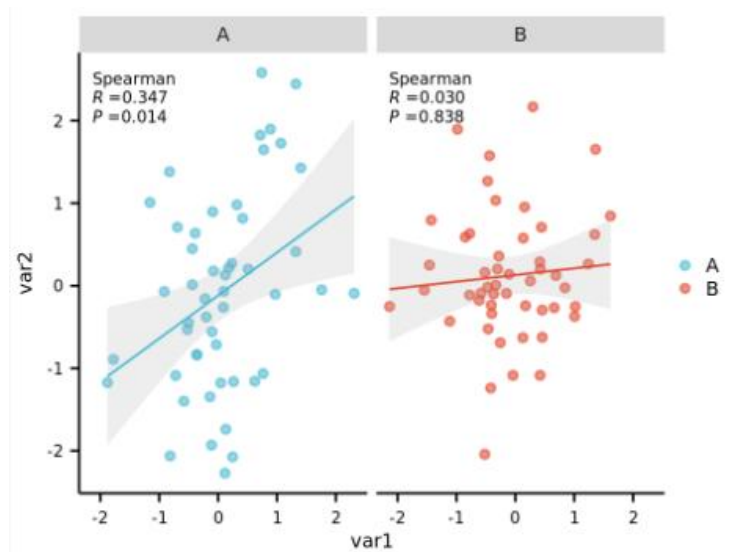 A
B
Spearman
R =0.347
P =0.014
Spearman
R =0.030
P =0.838
var2
2
1
0
-1
-2
A
B
-2 -1 0 1 2
-2 -1 0 1 2
var1